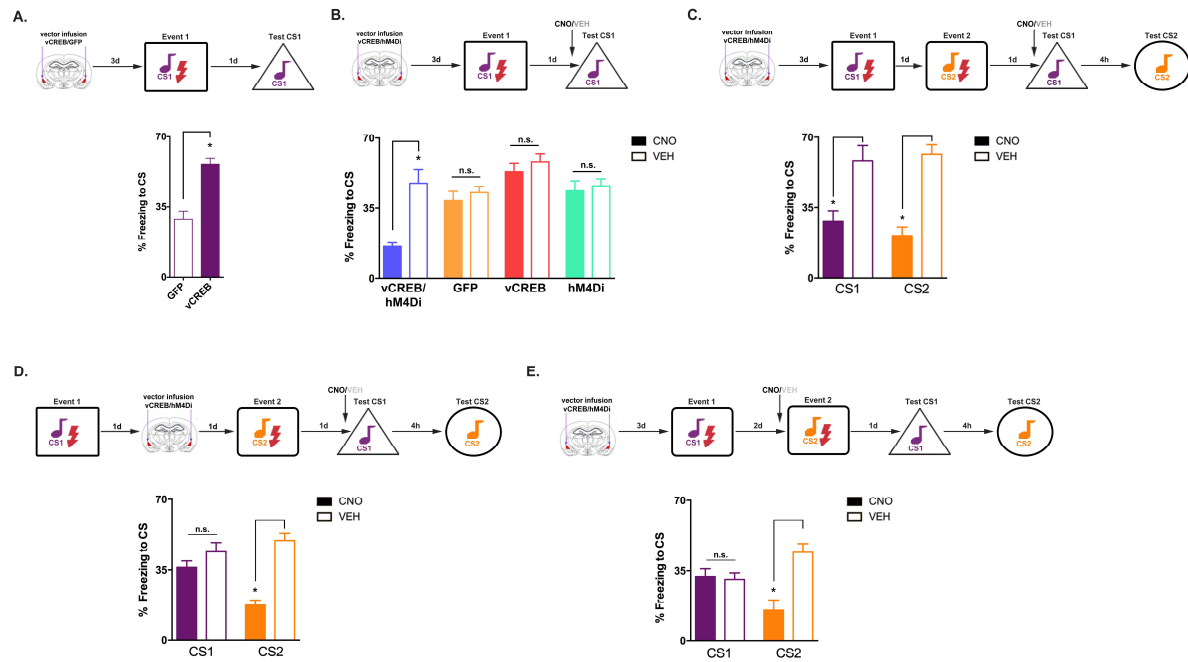 A.
vector infusion
vCREB/GFP
3d
Event 1
CS1
1d
Test CS1
CS1
% Freezing to CS
70
35
0
*
GFP
vCREB
B.
vector infusion
vCREB/hM4Di
3d
Event 1
CS1
1d
CNO/VEH
Test CS1
CS1
% Freezing to CS
70
35
0
*
n.s.
n.s.
n.s.
CNO
VEH
vCREB/
hM4Di
GFP
vCREB
hM4Di
C.
vector infusion
vCREB/hM4Di
3d
Event 1
CS1
1d
Event 2
CS2
1d
CNO/VEH
Test CS1
CS1
4h
Test CS2
CS2
% Freezing to CS
70
35
0
*
*
CNO
VEH
CS1
CS2
D.
Event 1
CS1
1d
vector infusion
vCREB/hM4Di
1d
Event 2
CS2
1d
CNO/VEH
Test CS1
CS1
4h
Test CS2
CS2
% Freezing to CS
70
35
0
n.s.
*
CNO
VEH
CS1
CS2
E.
vector infusion
vCREB/hM4Di
3d
Event 1
CS1
2d
CNO/VEH
Event 2
CS2
1d
Test CS1
CS1
4h
Test CS2
CS2
% Freezing to CS
70
35
0
n.s.
*
CNO
VEH
CS1
CS2